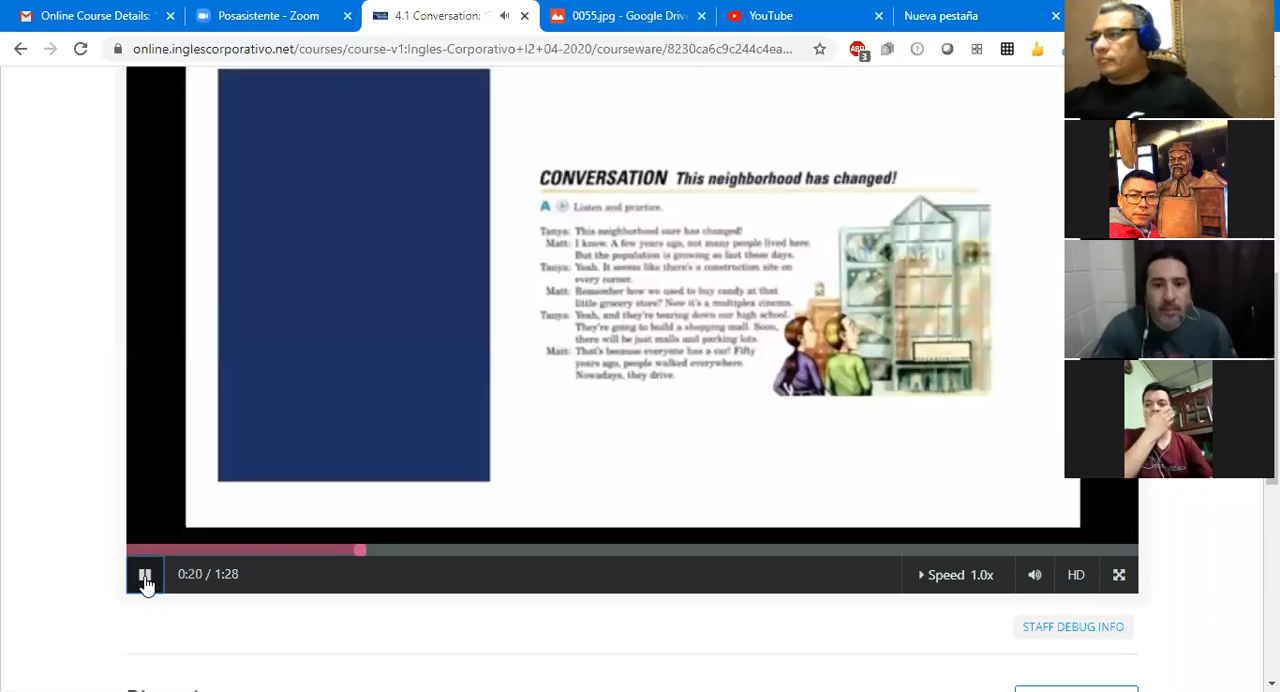 Online Course Details: "
Posasistente - Zoom
4.1 Conversation: "T
0055.jpg - Google Driv
YouTube
Nueva pestaña
online.inglescorporativo.net/courses/course-v1:Ingles-Corporativo+I2+04-2020/courseware/8230ca6c9c244c4ea...
ABP
3
CONVERSATION This neighborhood has changed!
A Listen and practice.
Tanya: This neighborhood sure has changed!
Matt: I know. A few years ago, not many people lived here.
But the population is growing so fast these days.
Tanya: Yeah. It seems like there's a construction site on
every corner.
Matt: Remember how we used to buy candy at that
little grocery store? Now it's a multiplex cinema.
Tanya: Yeah, and they're tearing down our high school.
They're going to build a shopping mall. Soon,
there will be just malls and parking lots.
Matt: That's because everyone has a car! Fifty
years ago, people walked everywhere.
Nowadays, they drive.
0:20 / 1:28
Speed 1.0x
HD
STAFF DEBUG INFO